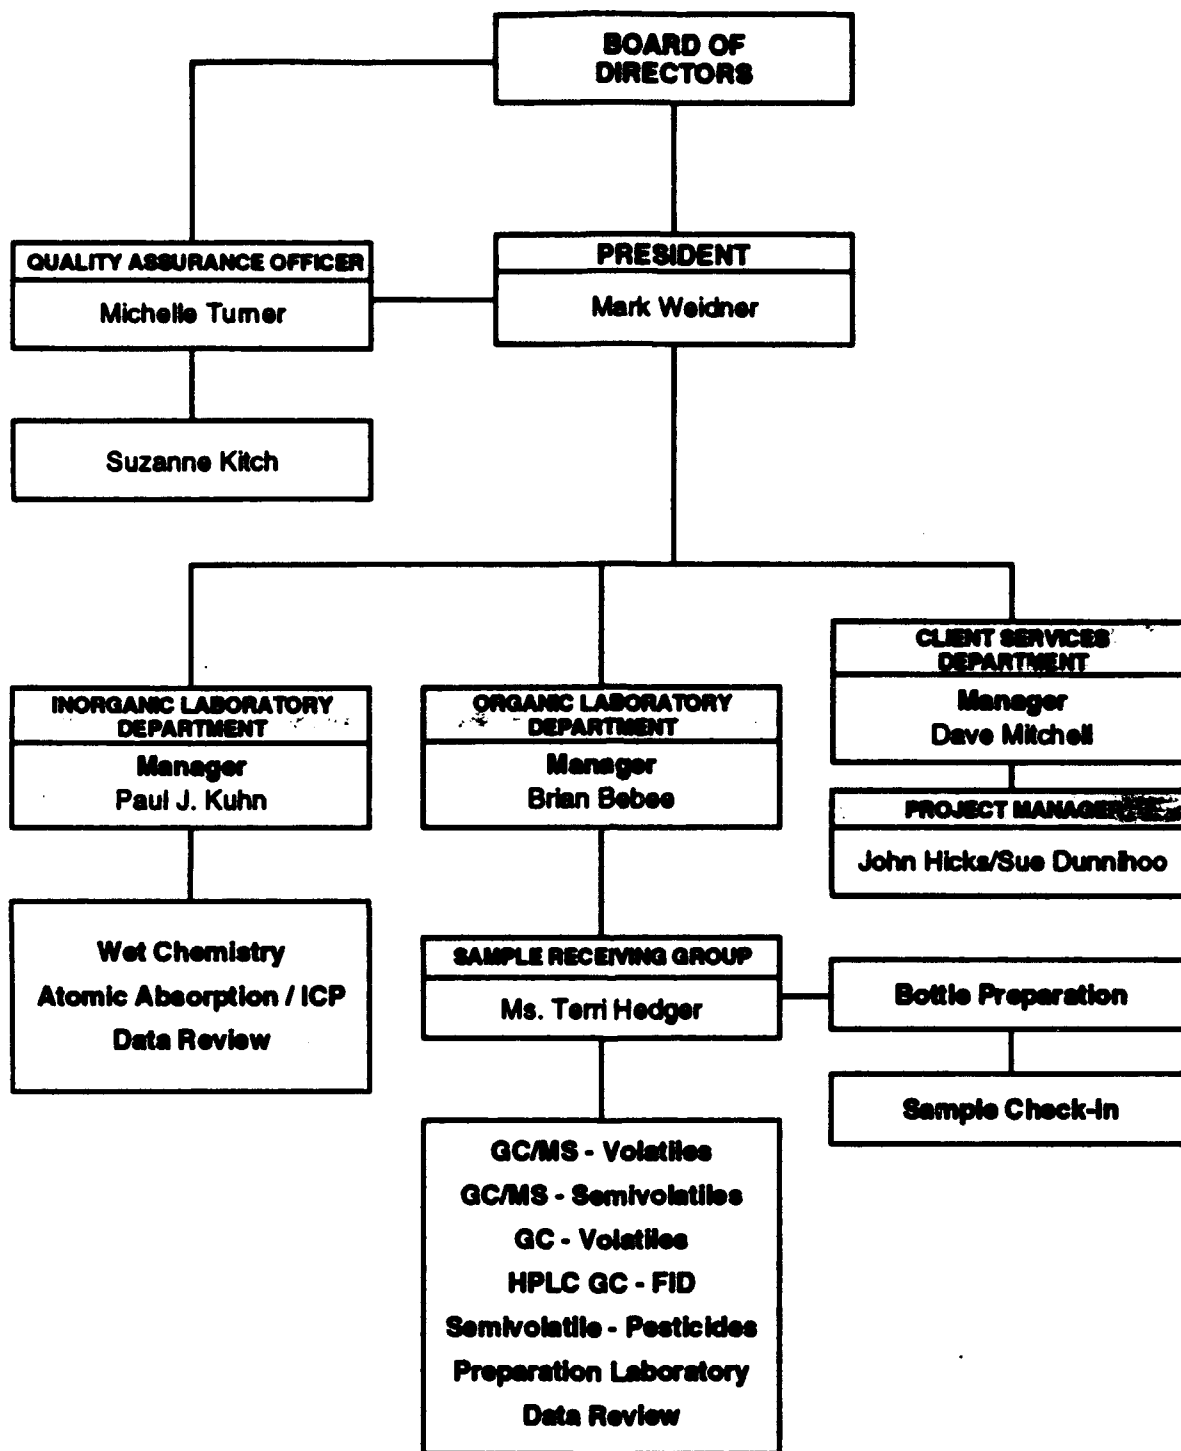 BOARD OF
DIRECTORS
QUALITY ASSURANCE OFFICER
Michelle Turner
PRESIDENT
Mark Weidner
Suzanne Kitch
INORGANIC LABORATORY
DEPARTMENT
Manager
Paul J. Kuhn
ORGANIC LABORATORY
DEPARTMENT
Manager
Brian Bebee
CLIENT SERVICES
DEPARTMENT
Manager
Dave Mitchell
PROJECT MANAGERS
John Hicks/Sue Dunnihoo
Wet Chemistry
Atomic Absorption / ICP
Data Review
SAMPLE RECEIVING GROUP
Ms. Terri Hedger
Bottle Preparation
Sample Check-In
GC/MS - Volatiles
GC/MS - Semivolatiles
GC - Volatiles
HPLC GC - FID
Semivolatile - Pesticides
Preparation Laboratory
Data Review